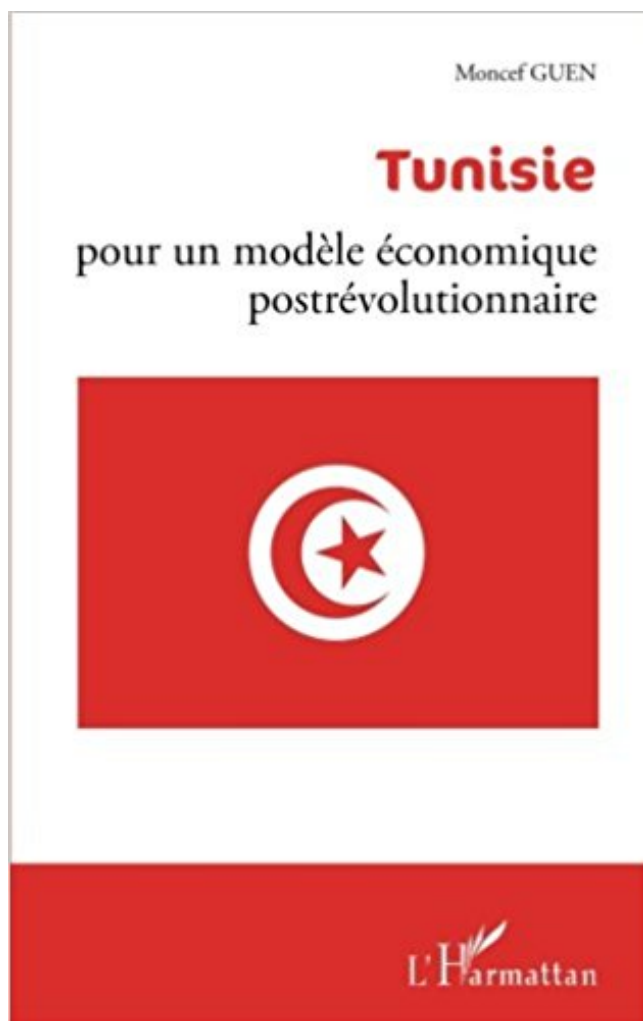 Moncef GUEN
Tunisie
pour un modèle économique
postrévolutionnaire
L'Harmattan